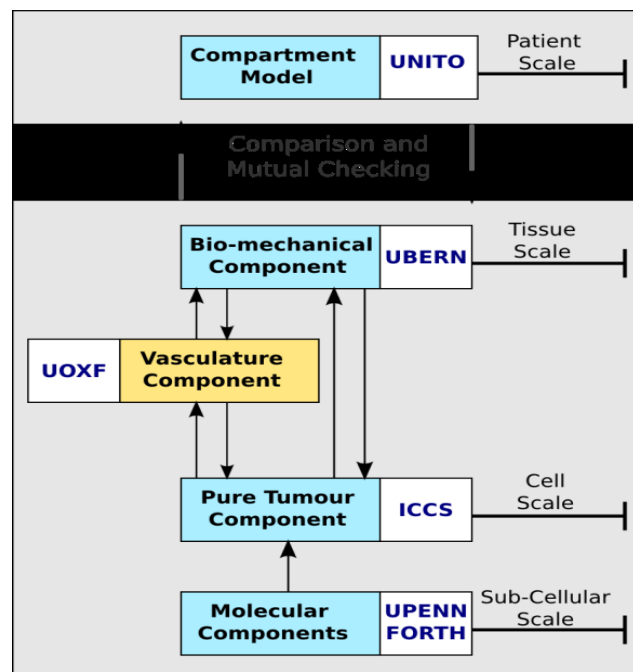 Compartment
Model
UNITO
Patient
Scale
Comparison and
Mutual Checking
Bio-mechanical
Component
UBERN
Tissue
Scale
UOXF
Vasculature
Component
Pure Tumour
Component
ICCS
Cell
Scale
Molecular
Components
UPENN
FORTH
Sub-Cellular
Scale